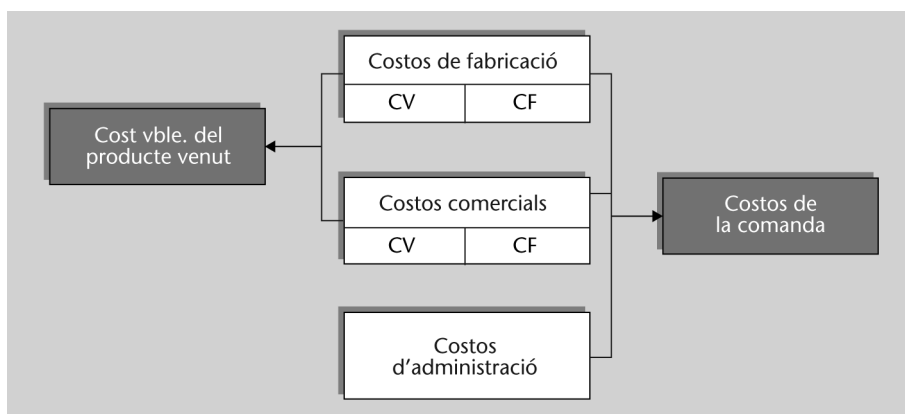 Costos de fabricació
CV CF
Cost vble. del
producte venut
Costos comercials
CV CF
Costos de
la comanda
Costos
d'administració